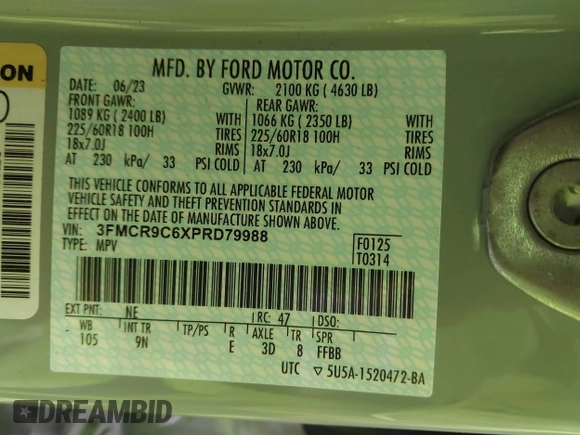 ON
MFD. BY FORD MOTOR CO.
DATE: 06/23 GVWR: 2100 KG ( 4630 LB)
FRONT GAWR: REAR GAWR:
1089 KG ( 2400 LB) WITH 1066 KG ( 2350 LB) WITH
225/60R18 100H TIRES 225/60R18 100H TIRES
18x7.0J RIMS 18x7.0J RIMS
AT 230 kPa/ 33 PSI COLD AT 230 kPa/ 33 PSI COLD
THIS VEHICLE CONFORMS TO ALL APPLICABLE FEDERAL MOTOR
VEHICLE SAFETY AND THEFT PREVENTION STANDARDS IN
EFFECT ON THE DATE OF MANUFACTURE SHOWN ABOVE.
VIN: 3FMCR9C6XPRD79988
TYPE: MPV
F0125
T0314
EXT PNT: NE RC: 47 DSO:
WB INT TR TP/PS R AXLE TR SPR
105 9N E 3D 8 FFBB
UTC ▽ 5U5A-1520472-BA
DREAMBID